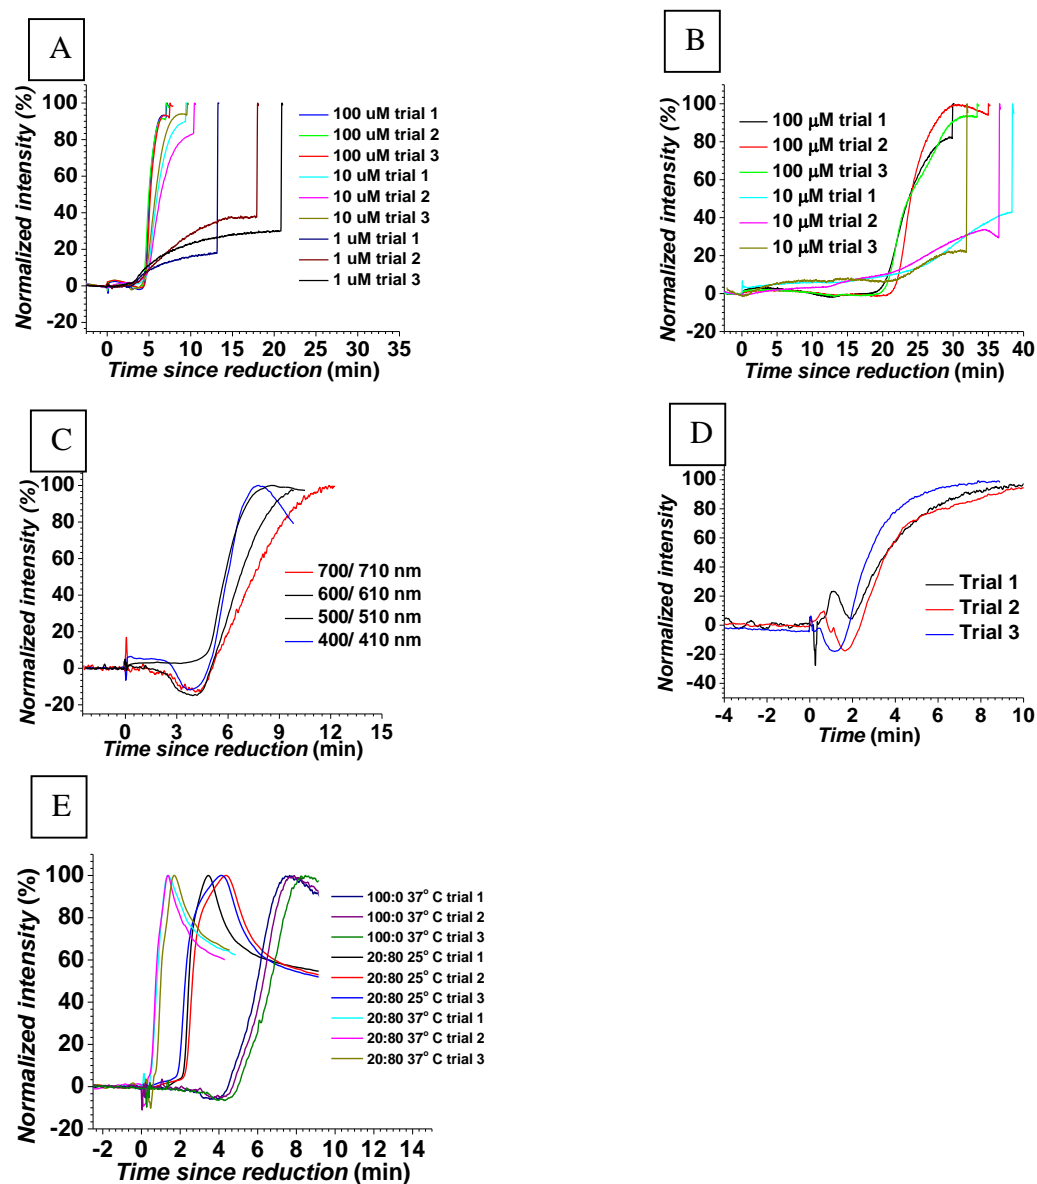 A
Normalized intensity (%)
100
80
60
40
20
0
-20
0 5 10 15 20 25 30 35
Time since reduction (min)
100 uM trial 1
100 uM trial 2
100 uM trial 3
10 uM trial 1
10 uM trial 2
10 uM trial 3
1 uM trial 1
1 uM trial 2
1 uM trial 3
B
Normalized intensity (%)
100
80
60
40
20
0
-20
0 5 10 15 20 25 30 35 40
Time since reduction (min)
100 μM trial 1
100 μM trial 2
100 μM trial 3
10 μM trial 1
10 μM trial 2
10 μM trial 3
C
Normalized intensity (%)
100
80
60
40
20
0
-20
0 3 6 9 12 15
Time since reduction (min)
700/ 710 nm
600/ 610 nm
500/ 510 nm
400/ 410 nm
D
Normalized intensity
100
80
60
40
20
0
-20
-40
-4 -2 0 2 4 6 8 10
Time (min)
Trial 1
Trial 2
Trial 3
E
Normalized intensity (%)
100
80
60
40
20
0
-20
-2 0 2 4 6 8 10 12 14
Time since reduction (min)
100:0 37° C trial 1
100:0 37° C trial 2
100:0 37° C trial 3
20:80 25° C trial 1
20:80 25° C trial 2
20:80 25° C trial 3
20:80 37° C trial 1
20:80 37° C trial 2
20:80 37° C trial 3